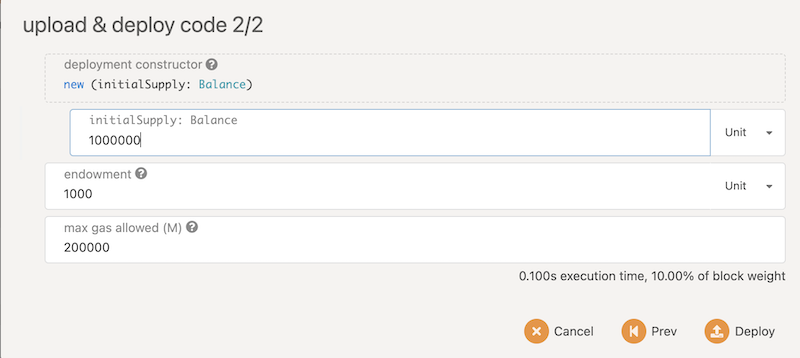 upload & deploy code 2/2
deployment constructor
new (initialSupply: Balance)
initialSupply: Balance
1000000
Unit
endowment
1000
Unit
max gas allowed (M)
200000
0.100s execution time, 10.00% of block weight
Cancel
Prev
Deploy